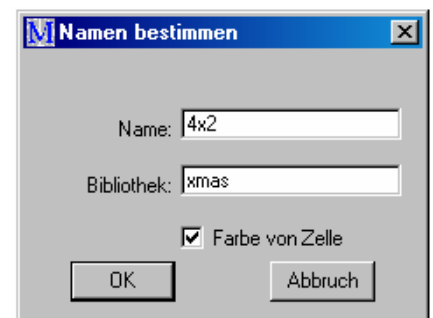 Namen bestimmen
Name: 4x2
Bibliothek: xmas
Farbe von Zelle
OK Abbruch